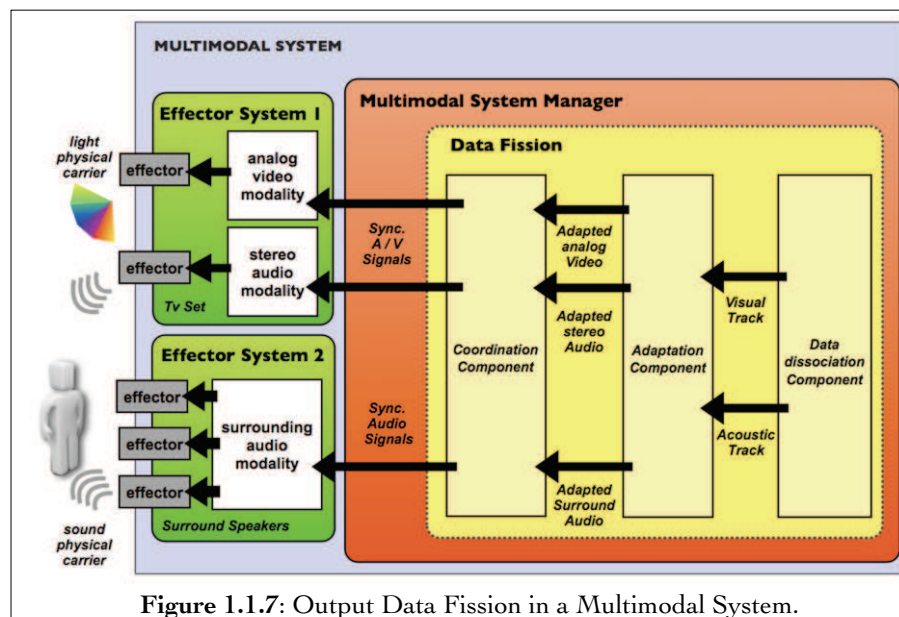 MULTIMODAL SYSTEM
Effector System 1
Multimodal System Manager
Data Fission
light
physical
carrier
effector
analog
video
modality
effector
stereo
audio
modality
Tv Set
Sync.
A / V
Signals
Adapted
analog
Video
Adapted
stereo
Audio
Visual
Track
Coordination
Component
Adaptation
Component
Data
dissociation
Component
Effector System 2
effector
effector
effector
surrounding
audio
modality
Surround Speakers
Sync.
Audio
Signals
Adapted
Surround
Audio
Acoustic
Track
sound
physical
carrier
Figure 1.1.7: Output Data Fission in a Multimodal System.